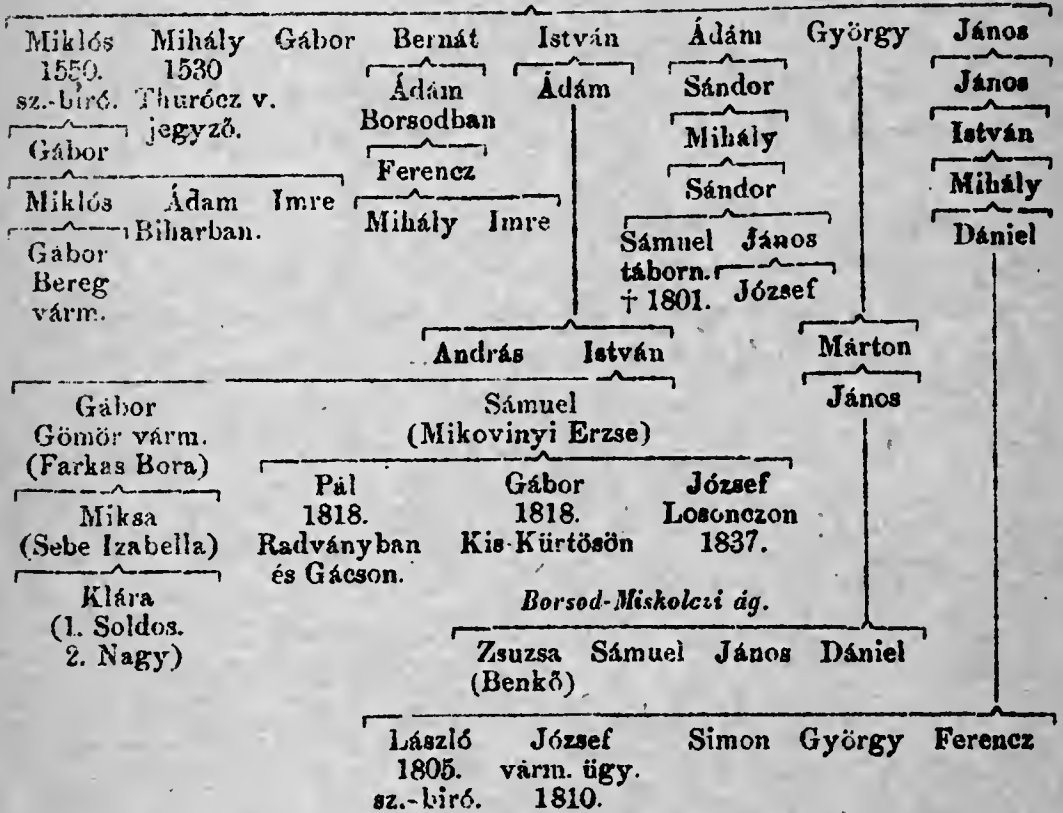 Miklós Mihály Gábor Bernát István Ádám György János
1550. 1530
sz.-biró. Thurócz v. Ádám Ádám Sándor János
jegyző. Borsodban
Gábor Mihály István
Ferencz
Miklós Ádam Imre Sándor Mihály
Biharban. Mihály Imre
Gábor Sámuel János Dániel
Bereg táborn.
várm. † 1801. József
András István Márton
Gábor Sámuel János
Gömör várm. (Mikovinyi Erzse)
(Farkas Bora)
Pál Gábor József
Miksa 1818. 1818. Losonczon
(Sebe Izabella) Radványban Kis-Kürtösön 1837.
és Gácson.
Klára Borsod-Miskolczi ág.
(1. Soldos.
2. Nagy) Zsuzsa Sámuel János Dániel
(Benkő)
László József Simon György Ferencz
1805. várm. ügy.
sz.-biró. 1810.